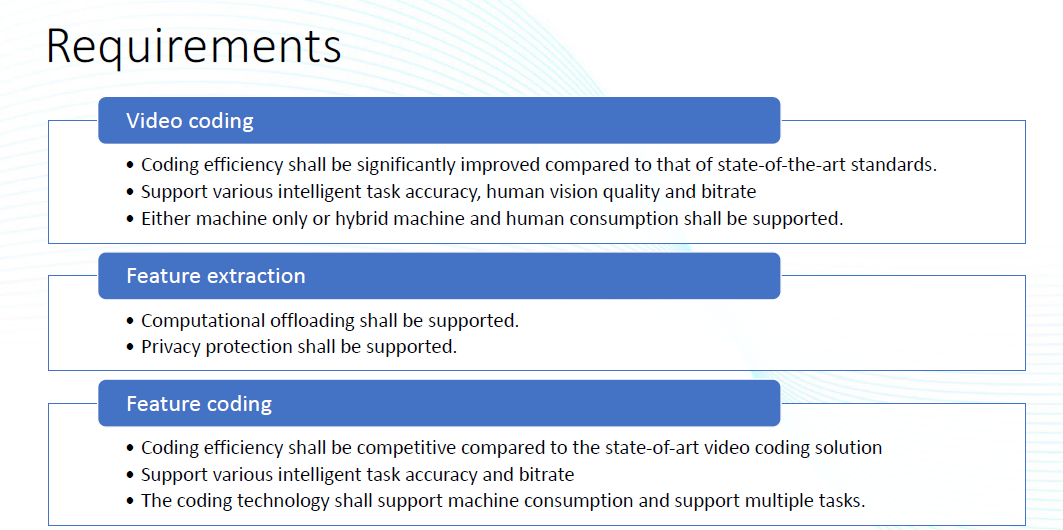 Requirements
Video coding
• Coding efficiency shall be significantly improved compared to that of state-of-the-art standards.
• Support various intelligent task accuracy, human vision quality and bitrate
• Either machine only or hybrid machine and human consumption shall be supported.
Feature extraction
• Computational offloading shall be supported.
• Privacy protection shall be supported.
Feature coding
• Coding efficiency shall be competitive compared to the state-of-art video coding solution
• Support various intelligent task accuracy and bitrate
• The coding technology shall support machine consumption and support multiple tasks.